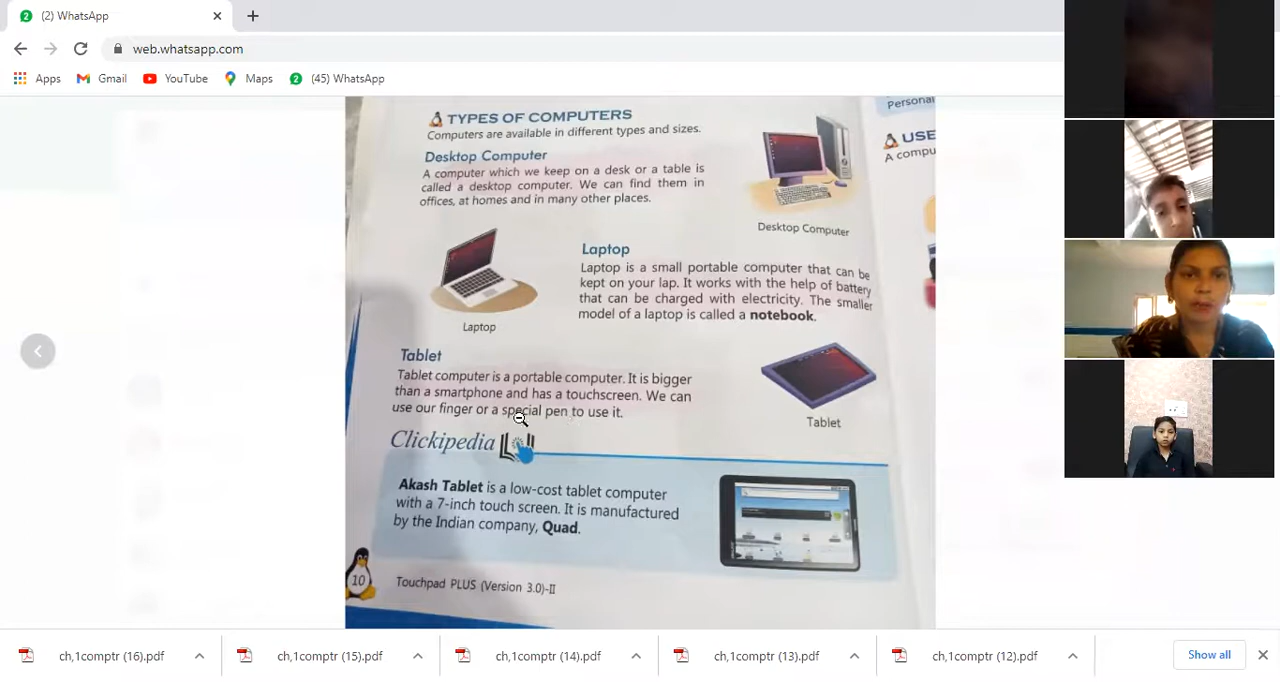 (2) WhatsApp
web.whatsapp.com
Apps
Gmail
YouTube
Maps
(45) WhatsApp
TYPES OF COMPUTERS
Computers are available in different types and sizes.
Desktop Computer
A computer which we keep on a desk or a table is
called a desktop computer. We can find them in
offices, at homes and in many other places.
Desktop Computer
Laptop
Laptop is a small portable computer that can be
kept on your lap. It works with the help of battery
that can be charged with electricity. The smaller
model of a laptop is called a notebook.
Laptop
Tablet
Tablet computer is a portable computer. It is bigger
than a smartphone and has a touchscreen. We can
use our finger or a special pen to use it.
Tablet
Clickipedia
Akash Tablet is a low-cost tablet computer
with a 7-inch touch screen. It is manufactured
by the Indian company, Quad.
10
Touchpad PLUS (Version 3.0)-II
Personal
USE
A compu
ch,1comptr (16).pdf
ch,1comptr (15).pdf
ch,1comptr (14).pdf
ch,1comptr (13).pdf
ch,1comptr (12).pdf
Show all